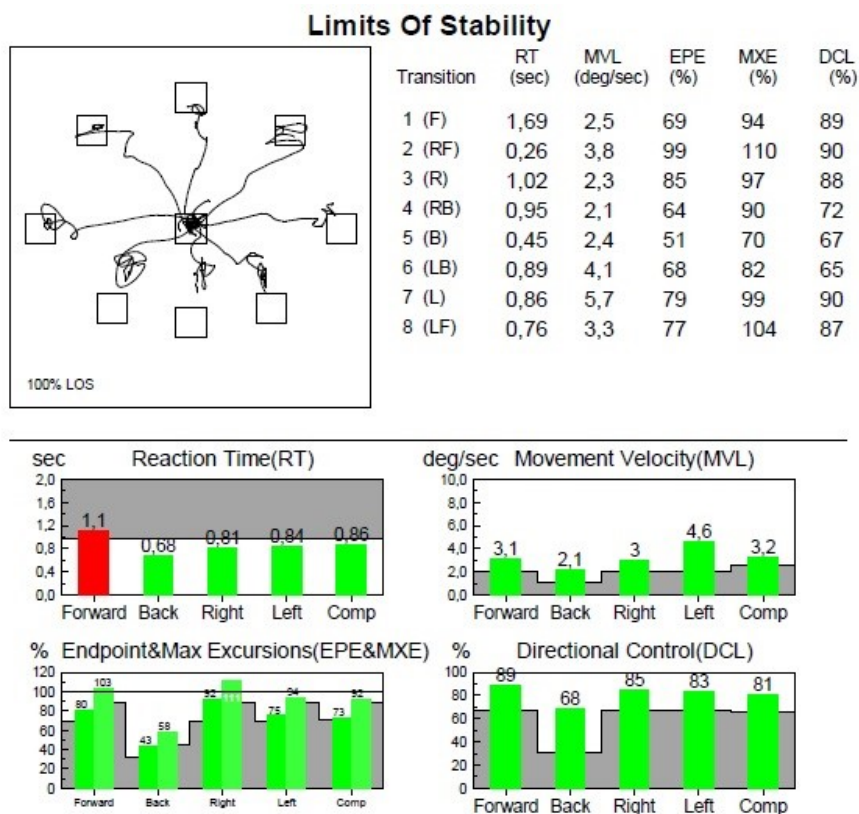 Limits Of Stability
Transition RT (sec) MVL (deg/sec) EPE (%) MXE (%) DCL (%)
1 (F) 1,69 2,5 69 94 89
2 (RF) 0,26 3,8 99 110 90
3 (R) 1,02 2,3 85 97 88
4 (RB) 0,95 2,1 64 90 72
5 (B) 0,45 2,4 51 70 67
6 (LB) 0,89 4,1 68 82 65
7 (L) 0,86 5,7 79 99 90
8 (LF) 0,76 3,3 77 104 87
100% LOS
sec Reaction Time(RT)
2,0
1,6
1,2
0,8
0,4
0,0
1,1 0,68 0,81 0,84 0,86
Forward Back Right Left Comp
deg/sec Movement Velocity(MVL)
10,0
8,0
6,0
4,0
2,0
0,0
3,1 2,1 3 4,6 3,2
Forward Back Right Left Comp
% Endpoint&Max Excursions(EPE&MXE)
120
100
80
60
40
20
0
80 103 43 58 92 111 75 94 73 92
Forward Back Right Left Comp
% Directional Control(DCL)
100
80
60
40
20
0
89 68 85 83 81
Forward Back Right Left Comp